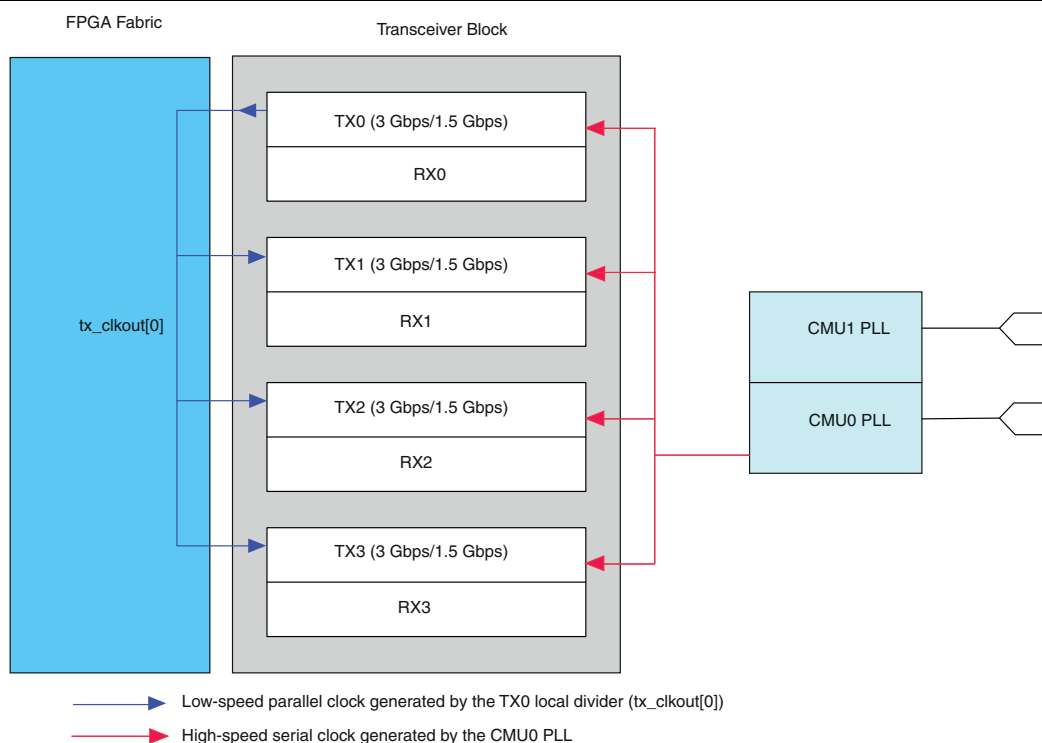 FPGA Fabric
Transceiver Block
TX0 (3 Gbps/1.5 Gbps)
RX0
TX1 (3 Gbps/1.5 Gbps)
RX1
tx_clkout[0]
CMU1 PLL
TX2 (3 Gbps/1.5 Gbps)
CMU0 PLL
RX2
TX3 (3 Gbps/1.5 Gbps)
RX3
Low-speed parallel clock generated by the TX0 local divider (tx_clkout[0])
High-speed serial clock generated by the CMU0 PLL